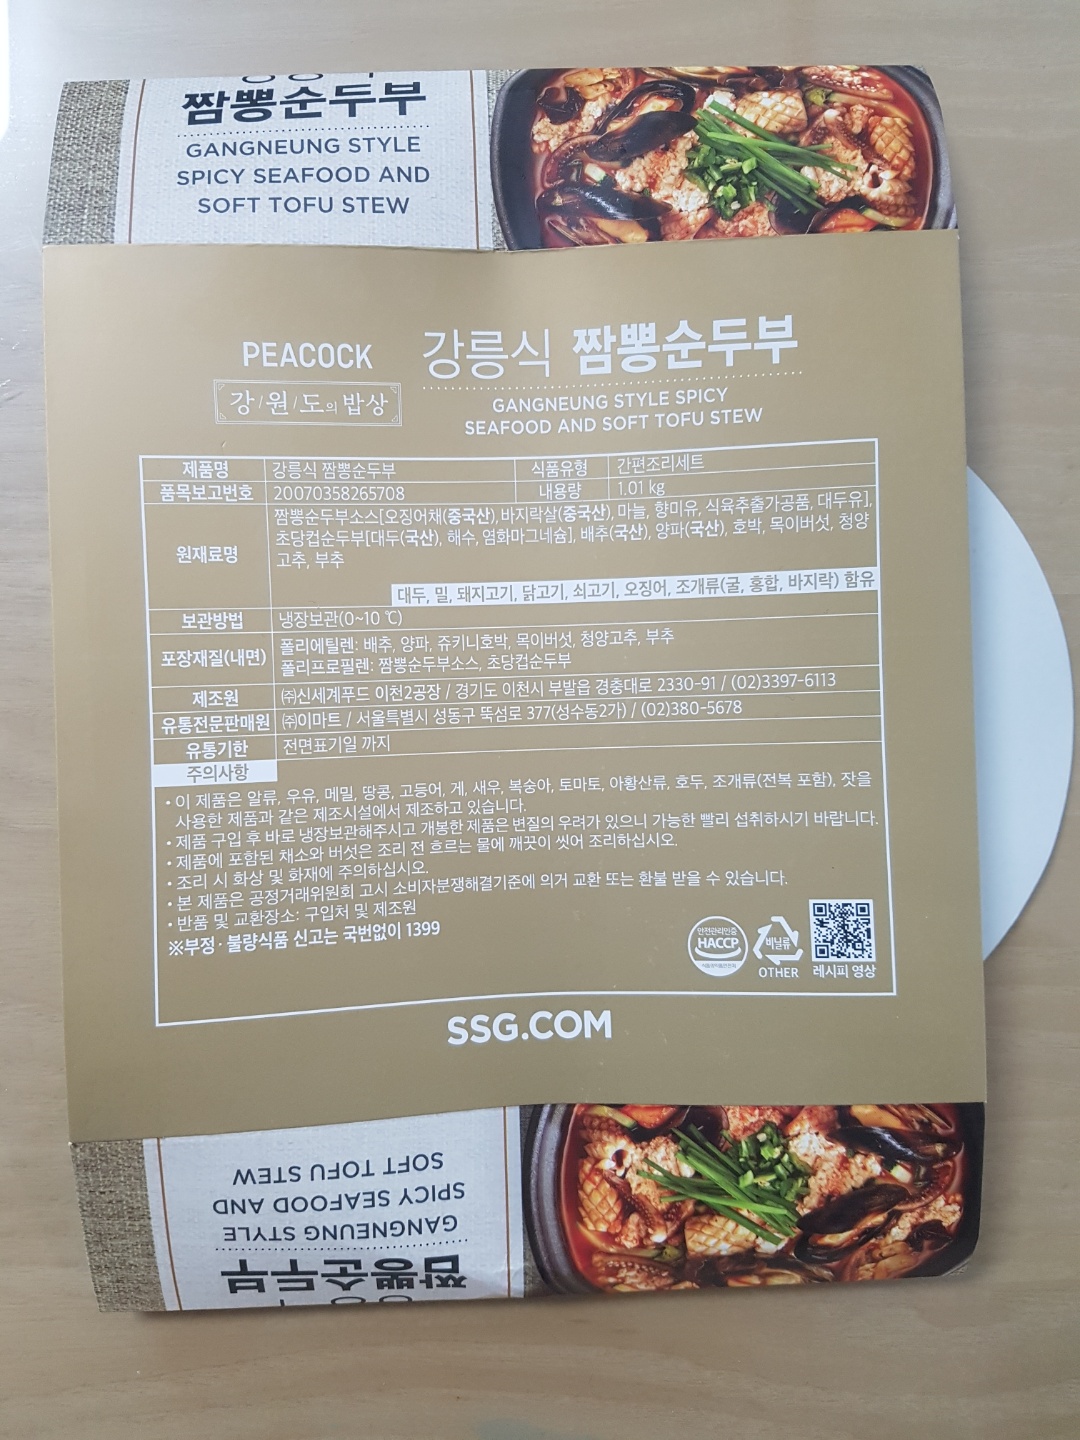 짬뽕순두부
GANGNEUNG STYLE
SPICY SEAFOOD AND
SOFT TOFU STEW
PEACOCK
강/원/도의 밥상
강릉식 짬뽕순두부
GANGNEUNG STYLE SPICY
SEAFOOD AND SOFT TOFU STEW
제품명 강릉식 짬뽕순두부 식품유형 간편조리세트
품목보고번호 20070358265708 내용량 1.01 kg
원재료명
짬뽕순두부소스[오징어채(중국산), 바지락살(중국산), 마늘, 향미유, 식육추출가공품, 대두유],
초당컵순두부[대두(국산), 해수, 염화마그네슘], 배추(국산), 양파(국산), 호박, 목이버섯, 청양
고추, 부추
대두, 밀, 돼지고기, 닭고기, 쇠고기, 오징어, 조개류(굴, 홍합, 바지락) 함유
보관방법 냉장보관(0~10 ℃)
포장재질(내면)
폴리에틸렌: 배추, 양파, 쥬키니호박, 목이버섯, 청양고추, 부추
폴리프로필렌: 짬뽕순두부소스, 초당컵순두부
제조원 ㈜신세계푸드 이천2공장 / 경기도 이천시 부발읍 경충대로 2330-91 / (02)3397-6113
유통전문판매원 ㈜이마트 / 서울특별시 성동구 뚝섬로 377(성수동2가) / (02)380-5678
유통기한 전면표기일 까지
주의사항
• 이 제품은 알류, 우유, 메밀, 땅콩, 고등어, 게, 새우, 복숭아, 토마토, 아황산류, 호두, 조개류(전복 포함), 잣을
사용한 제품과 같은 제조시설에서 제조하고 있습니다.
• 제품 구입 후 바로 냉장보관해주시고 개봉한 제품은 변질의 우려가 있으니 가능한 빨리 섭취하시기 바랍니다.
• 제품에 포함된 채소와 버섯은 조리 전 흐르는 물에 깨끗이 씻어 조리하십시오.
• 조리 시 화상 및 화재에 주의하십시오.
• 본 제품은 공정거래위원회 고시 소비자분쟁해결기준에 의거 교환 또는 환불 받을 수 있습니다.
• 반품 및 교환장소: 구입처 및 제조원
※부정·불량식품 신고는 국번없이 1399
안전관리인증
HACCP
비닐류
OTHER
레시피 영상
SSG.COM
SOFT TOFU STEW
SPICY SEAFOOD AND
GANGNEUNG STYLE
짬뽕순두부